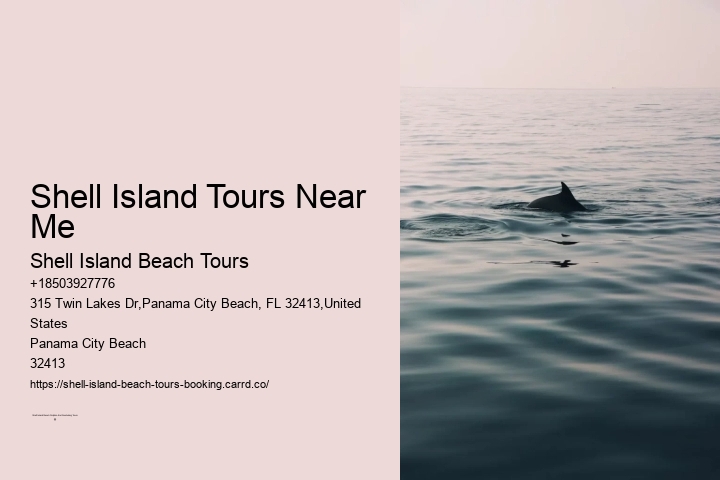 Shell Island Tours Near
Me
Shell Island Beach Tours
+18503927776
315 Twin Lakes Dr,Panama City Beach, FL 32413,United
States
Panama City Beach
32413
https://shell-island-beach-tours-booking.carrd.co/